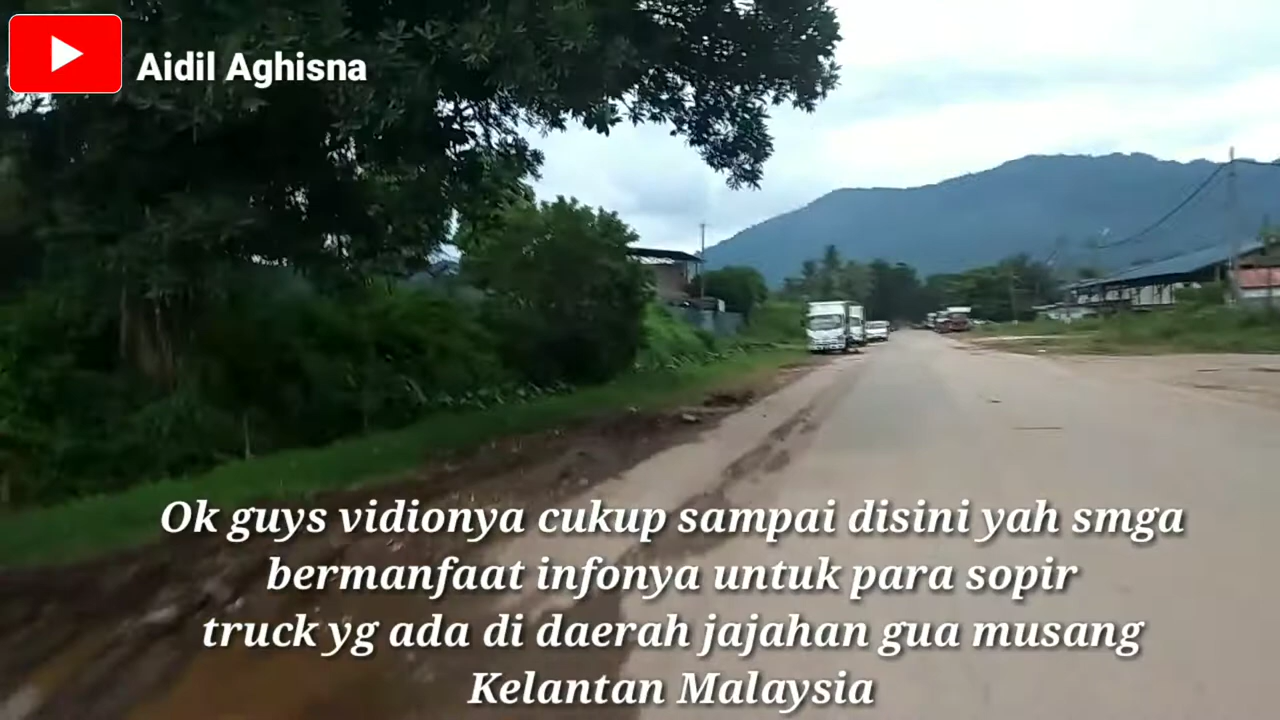 Aidil Aghisna
Ok guys vidionya cukup sampai disini yah smga
bermanfaat infonya untuk para sopir
truck yg ada di daerah jajahan gua musang
Kelantan Malaysia